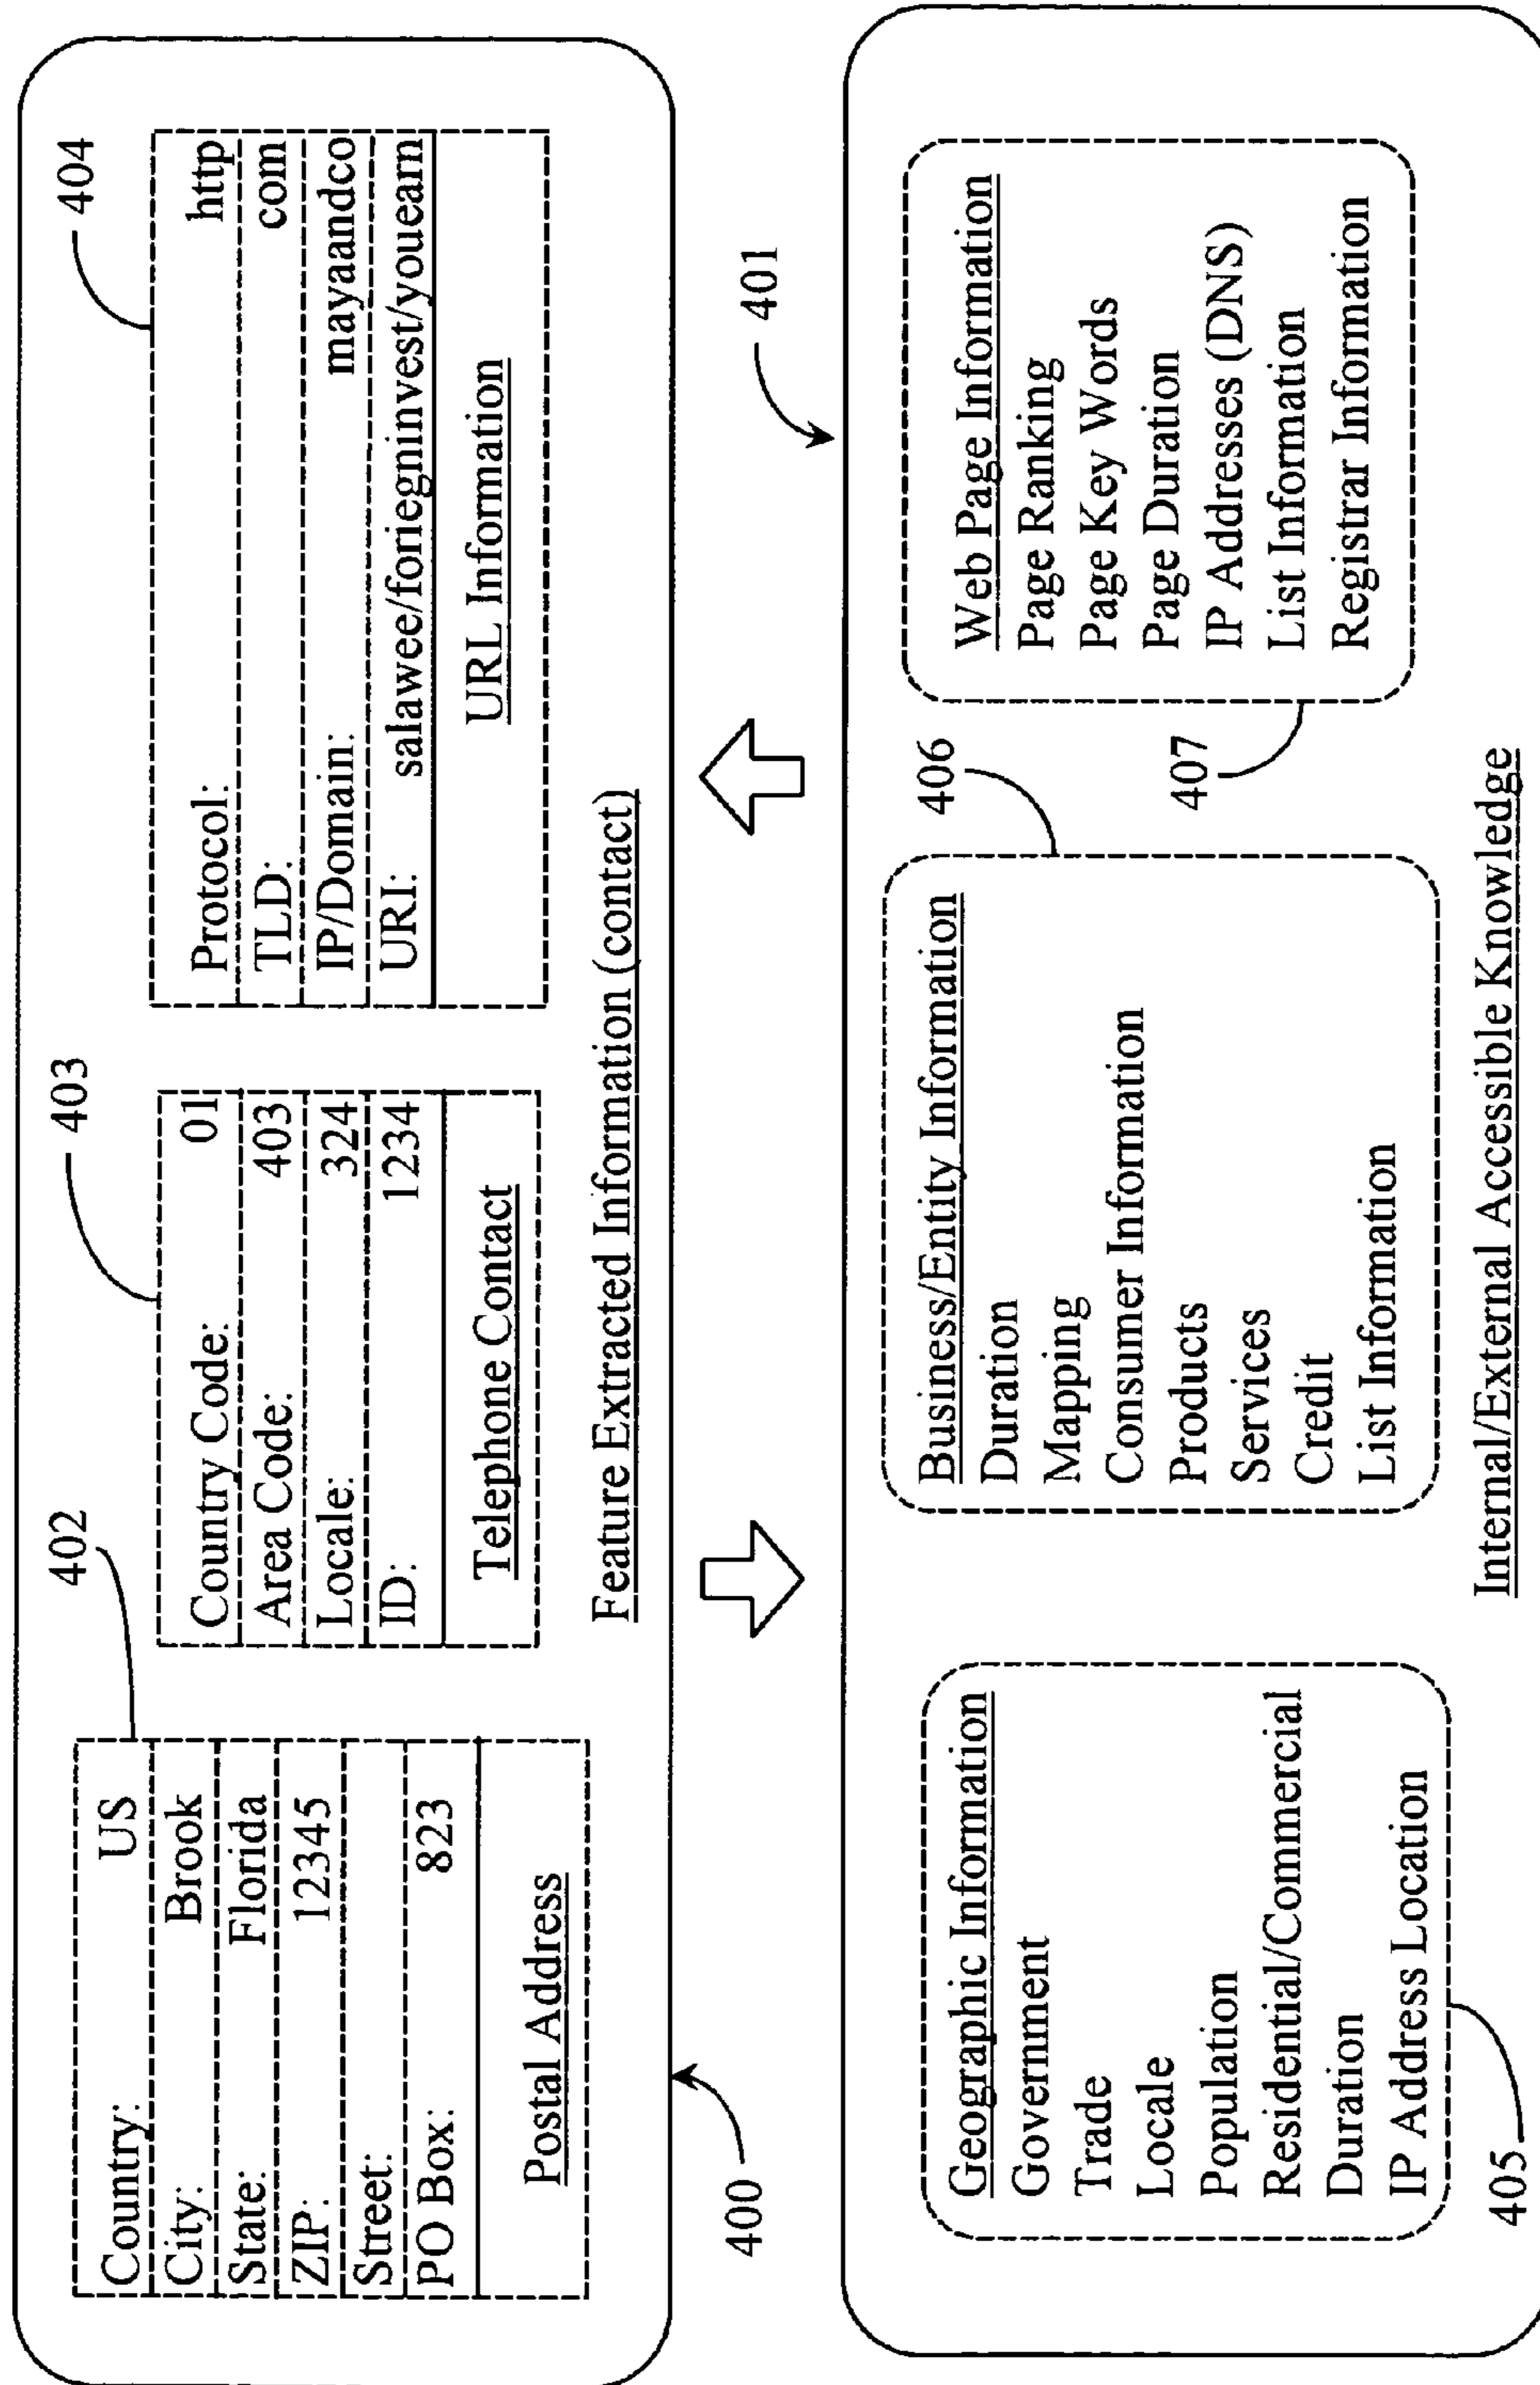 402
Country: US
City: Brook
State: Florida
ZIP: 12345
Street:
PO Box: 823
Postal Address
400
403
Country Code: 01
Area Code: 403
Locale: 324
ID: 1234
Telephone Contact
404
Protocol: http
TLD: com
IP/Domain: mayaandco
URI: salawee/foriegninvest/youearn
URL Information
Feature Extracted Information (contact)
401
Geographic Information
Government
Trade
Locale
Population
Residential/Commercial
Duration
IP Address Location
405
406
Business/Entity Information
Duration
Mapping
Consumer Information
Products
Services
Credit
List Information
407
Web Page Information
Page Ranking
Page Key Words
Page Duration
IP Addresses (DNS)
List Information
Registrar Information
Internal/External Accessible Knowledge